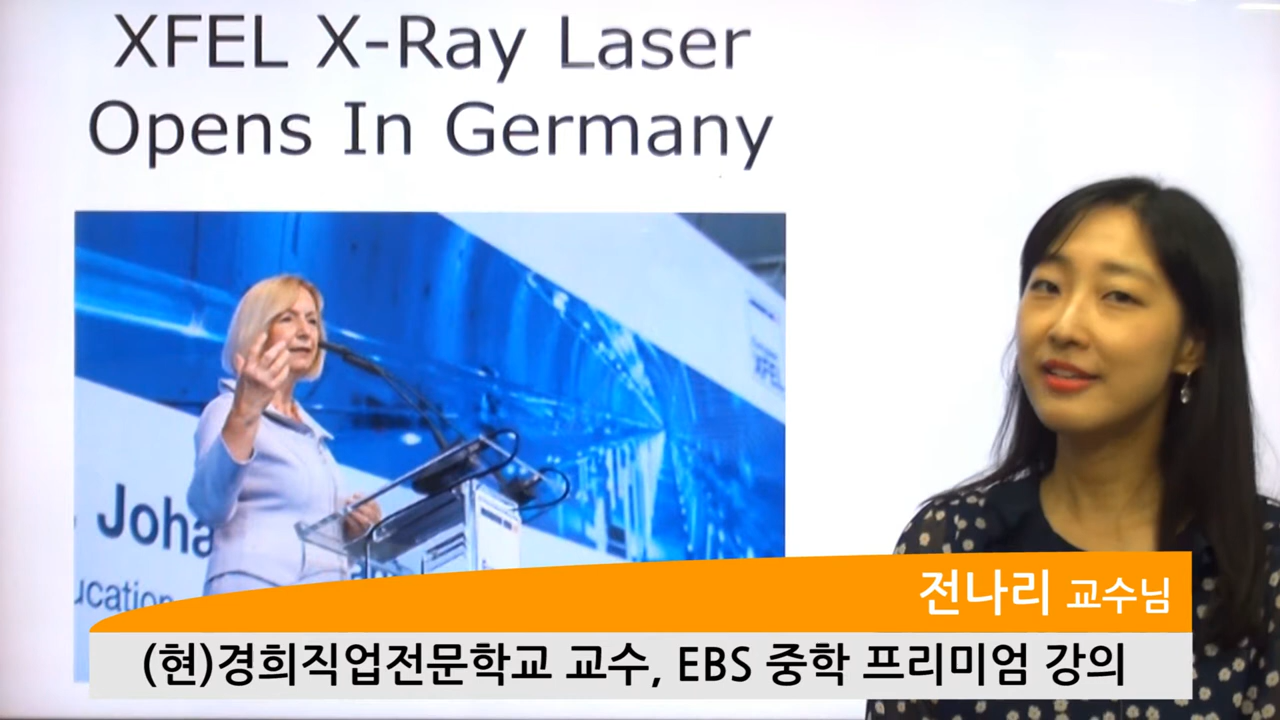 XFEL X-Ray Laser
Opens In Germany
XFEL
Joha
ucation
전나리 교수님
(현)경희직업전문학교 교수, EBS 중학 프리미엄 강의